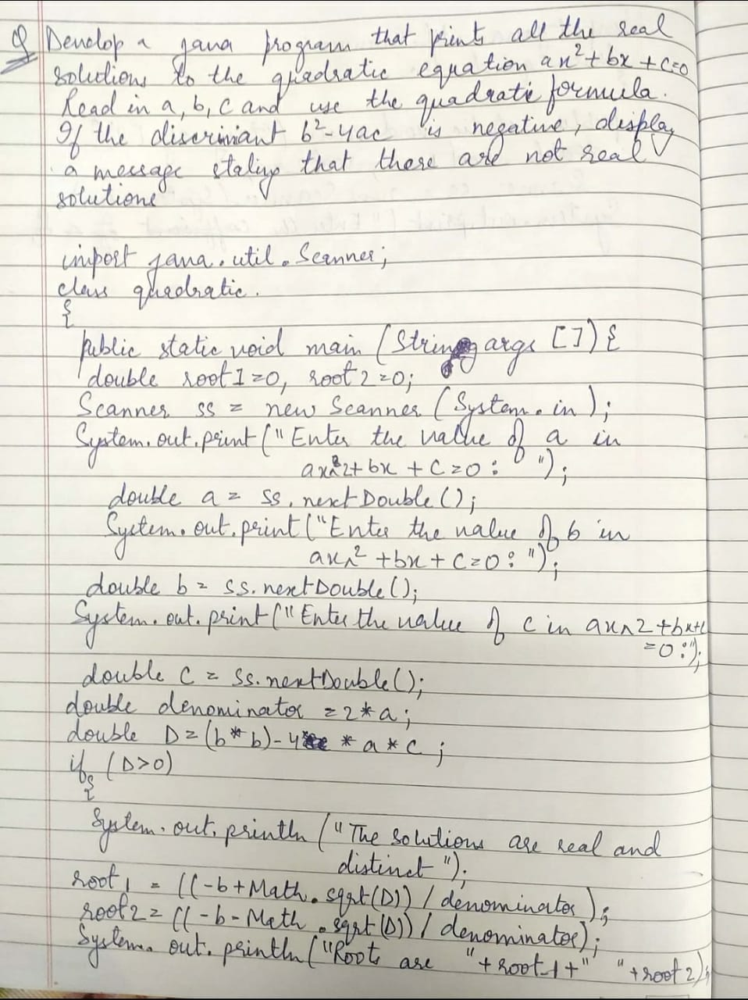 Q Develop a java program that prints all the real
solutions to the quadratic equation ax²+bx+c=0
Read in a, b, c and use the quadratic formula.
If the discriminant b²-4ac is negative, display
a message stating that there are not real
solutions
import java.util.Scanner;
class quadratic.
{
public static void main (String args []) {
double root1=0, root2=0;
Scanner ss = new Scanner (System.in);
System.out.print ("Enter the value of a in
ax^2+bx+c=0: ");
double a = ss.nextDouble();
System.out.print ("Enter the value of b in
ax^2+bx+c=0: ");
double b = ss.nextDouble();
System.out.print ("Enter the value of c in ax^2+bx+c
=0:");
double c = ss.nextDouble();
double denominator = 2*a;
double D = (b*b)-4 * a * c ;
if (D>0)
{
System.out.println ("The solutions are real and
distinct");
root1 = ((-b+Math.sqrt(D)) / denominator);
root2 = ((-b-Math.sqrt(D)) / denominator);
System.out.println ("Roots are "+root-1+" "+root2);